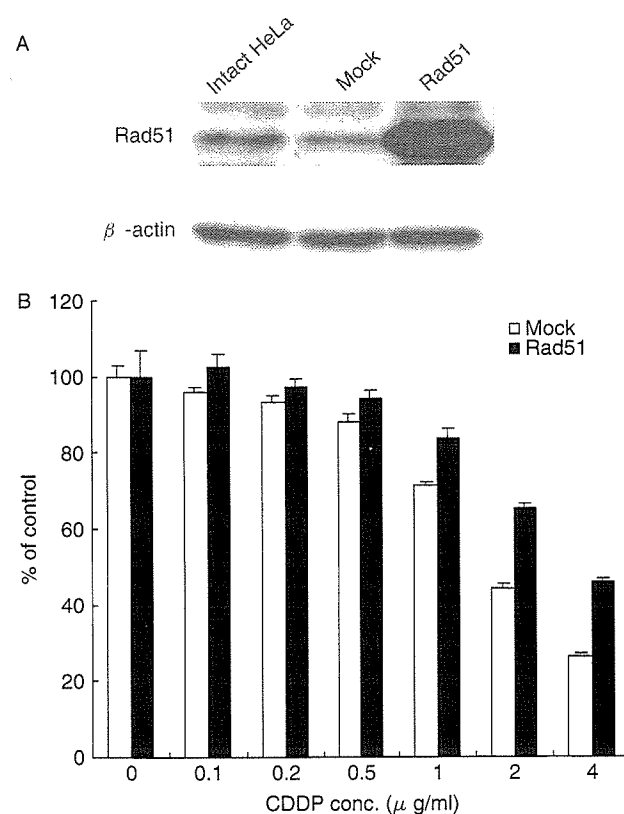 A
Intact HeLa
Mock
Rad51
Rad51
β -actin
B
120
100
80
60
40
20
0
% of control
Mock
Rad51
0 0.1 0.2 0.5 1 2 4
CDDP conc. (μ g/ml)